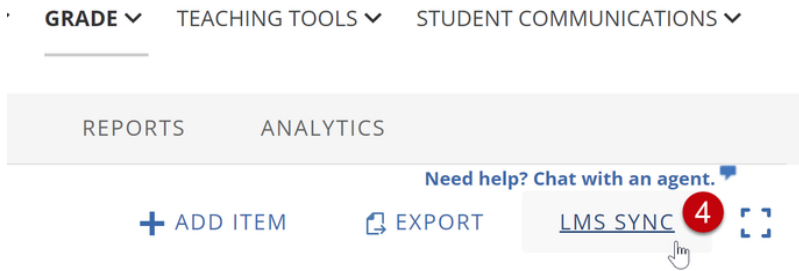 GRADE TEACHING TOOLS STUDENT COMMUNICATIONS
REPORTS ANALYTICS
Need help? Chat with an agent.
ADD ITEM EXPORT LMS SYNC 4